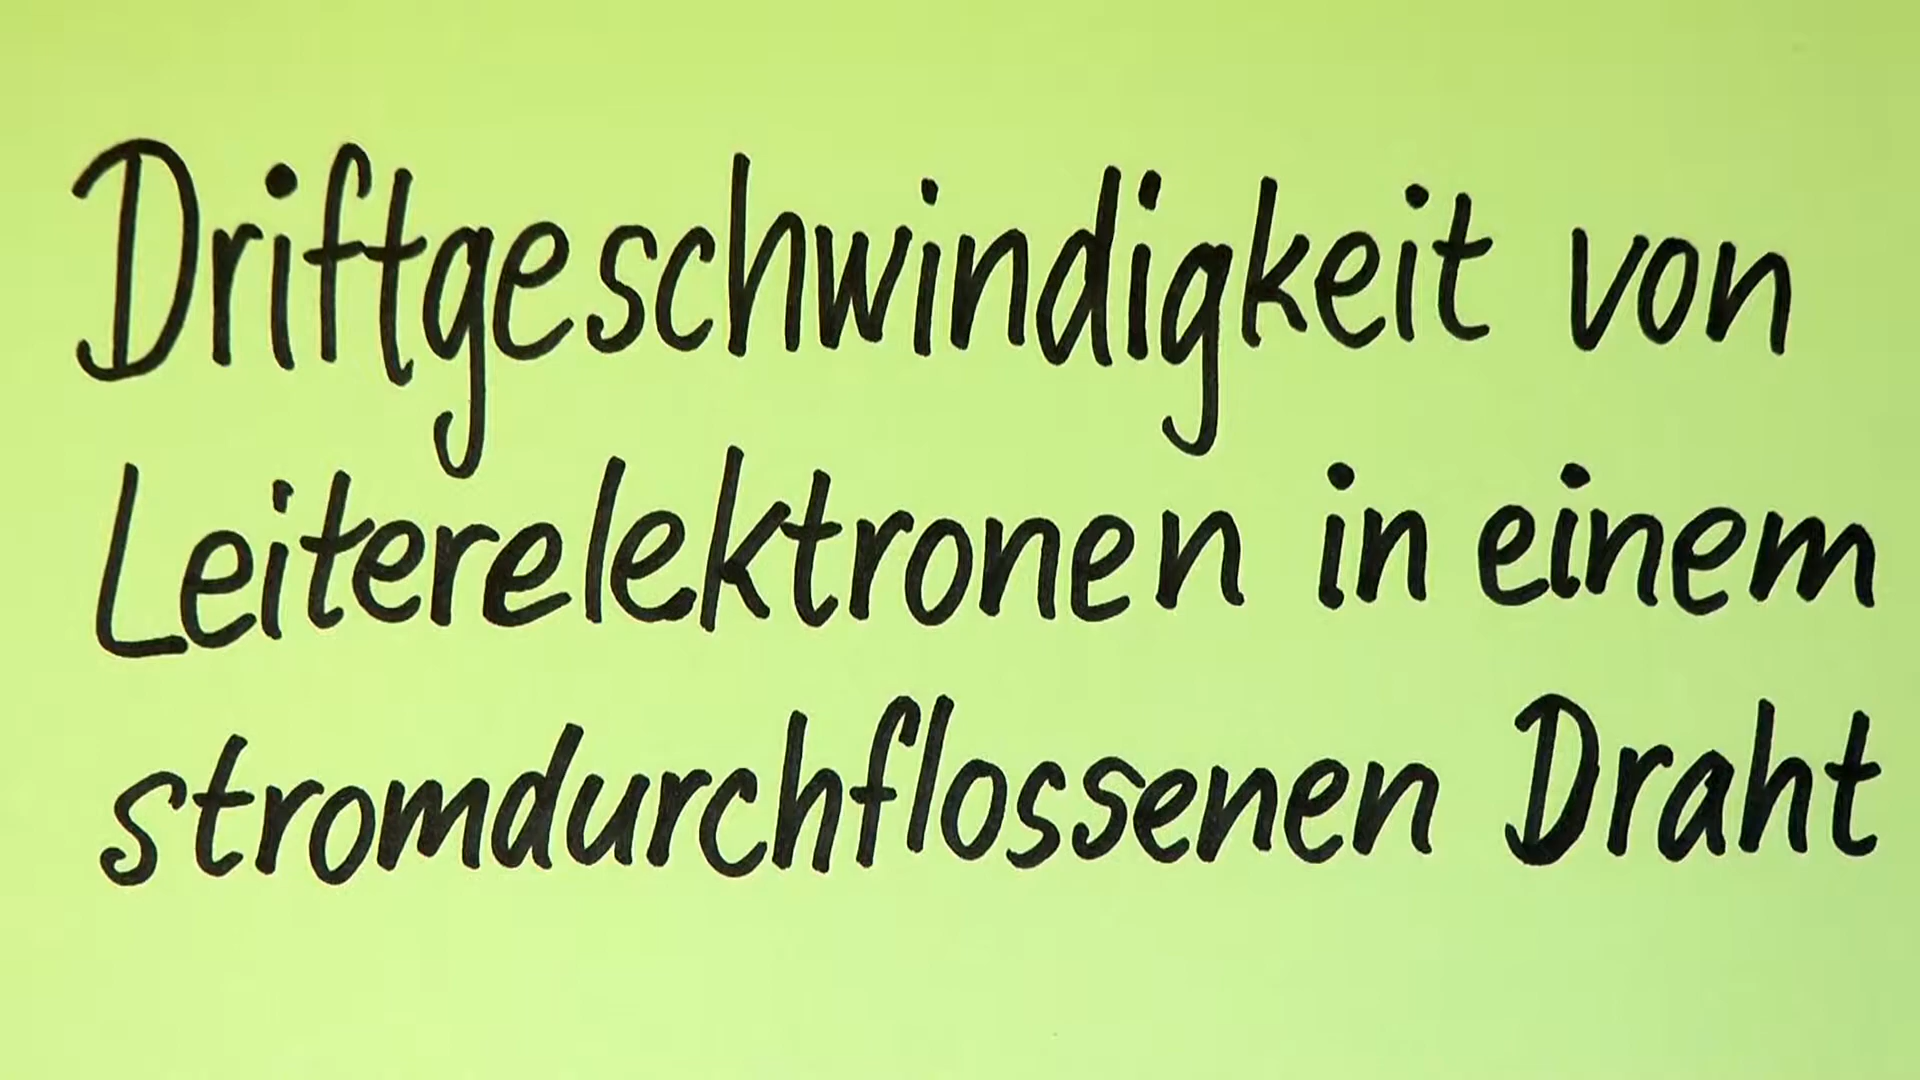 Driftgeschwindigkeit von
Leiterelektronen in einem
stromdurchflossenen Draht